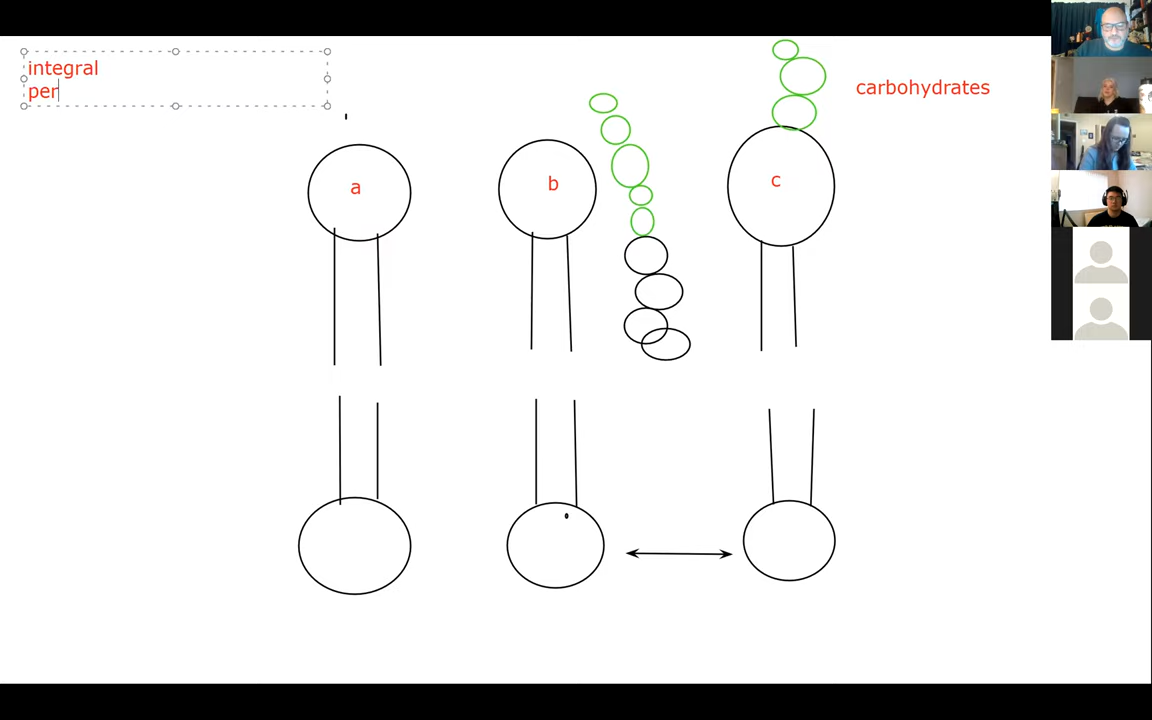 integral
per
carbohydrates
a
b
c